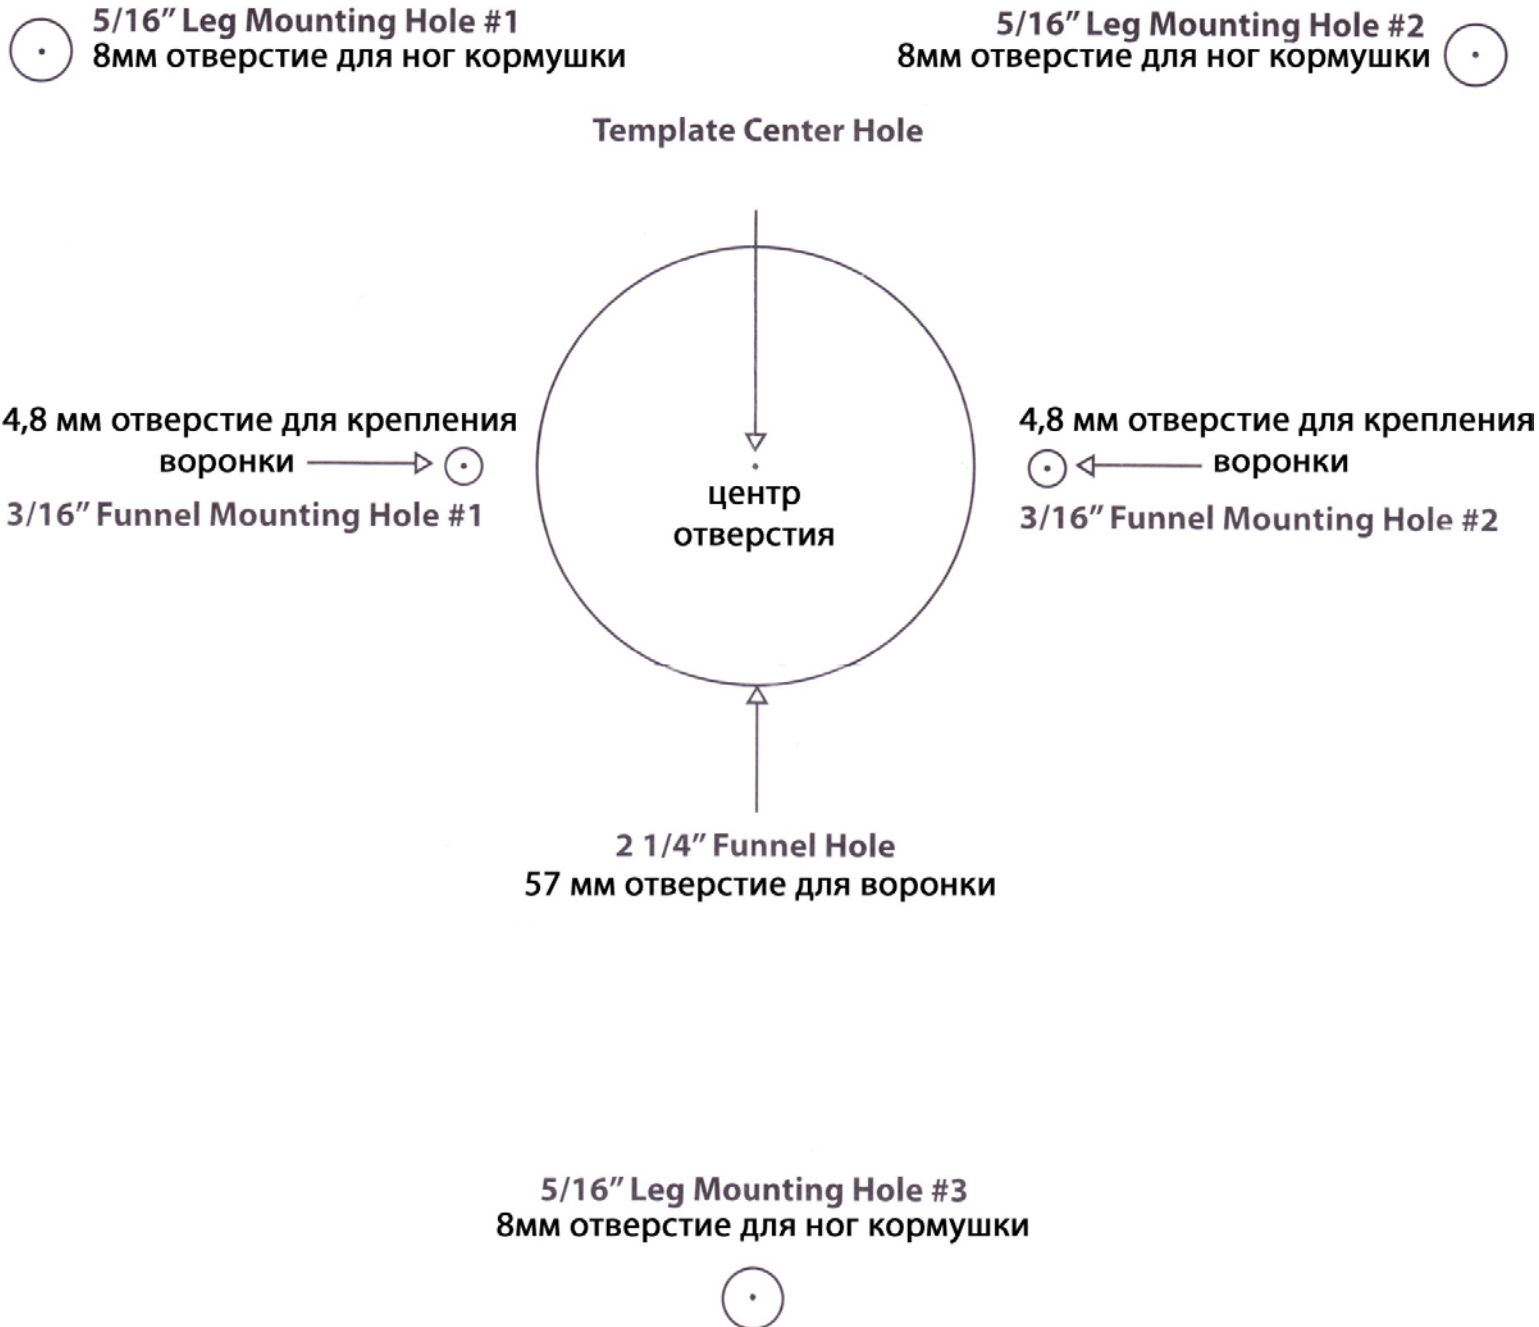 5/16” Leg Mounting Hole #1
8мм отверстие для ног кормушки
5/16” Leg Mounting Hole #2
8мм отверстие для ног кормушки
Template Center Hole
4,8 мм отверстие для крепления
воронки
3/16” Funnel Mounting Hole #1
центр
отверстия
4,8 мм отверстие для крепления
воронки
3/16” Funnel Mounting Hole #2
2 1/4” Funnel Hole
57 мм отверстие для воронки
5/16” Leg Mounting Hole #3
8мм отверстие для ног кормушки